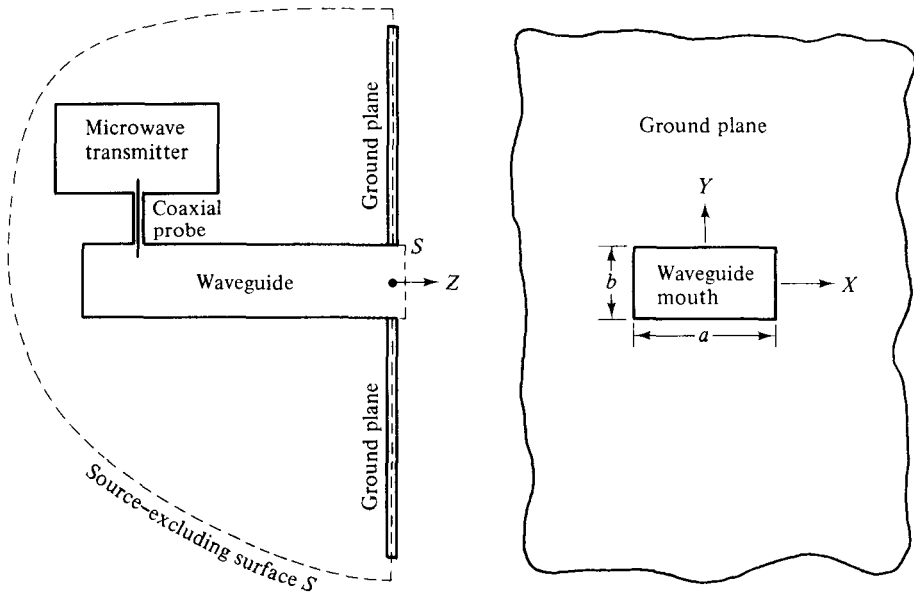 Microwave
transmitter
Coaxial
probe
Waveguide
Ground plane
S
Z
Ground plane
Source-excluding surface S
Ground plane
Y
b
Waveguide
mouth
X
a